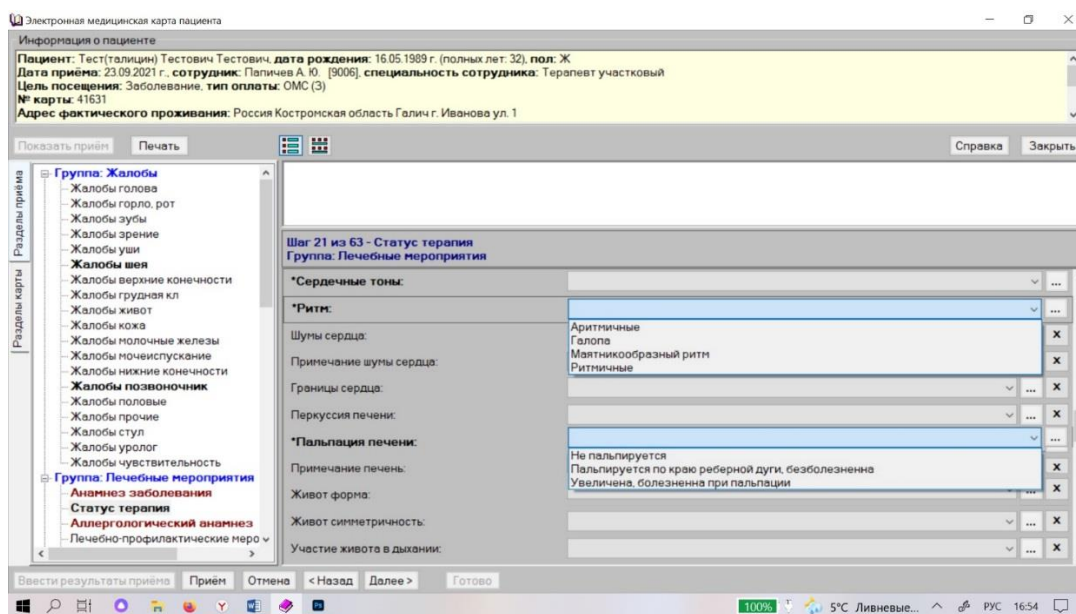 Электронная медицинская карта пациента
Информация о пациенте
Пациент: Тест(талицин) Тестович Тестович, дата рождения: 16.05.1989 г. (полных лет: 32), пол: Ж
Дата приёма: 23.09.2021 г., сотрудник: Папичев А. Ю. [9006], специальность сотрудника: Терапевт участковый
Цель посещения: Заболевание, тип оплаты: ОМС (З)
№ карты: 41631
Адрес фактического проживания: Россия Костромская область Галич г. Иванова ул. 1
Показать приём Печать Справка Закрыть
Разделы приёма
Разделы карты
Группа: Жалобы
Жалобы голова
Жалобы горло, рот
Жалобы зубы
Жалобы зрение
Жалобы уши
Жалобы шея
Жалобы верхние конечности
Жалобы грудная кл
Жалобы живот
Жалобы кожа
Жалобы молочные железы
Жалобы мочеиспускание
Жалобы нижние конечности
Жалобы позвоночник
Жалобы половые
Жалобы прочие
Жалобы стул
Жалобы уролог
Жалобы чувствительность
Группа: Лечебные мероприятия
Анамнез заболевания
Статус терапия
Аллергологический анамнез
Лечебно-профилактические меро
Шаг 21 из 63 - Статус терапия
Группа: Лечебные мероприятия
*Сердечные тоны: ...
*Ритм: ...
Аритмичные
Галопа
Маятникообразный ритм
Ритмичные
Шумы сердца: x
Примечание шумы сердца: x
Границы сердца: ... x
Перкуссия печени: ... x
*Пальпация печени: ...
Не пальпируется
Пальпируется по краю реберной дуги, безболезненна
Увеличена, болезненна при пальпации
Примечание печень: x
Живот форма: ... x
Живот симметричность: ... x
Участие живота в дыхании: ... x
Ввести результаты приёма Приём Отмена < Назад Далее > Готово
100% 5°C Ливневые... РУС 16:54